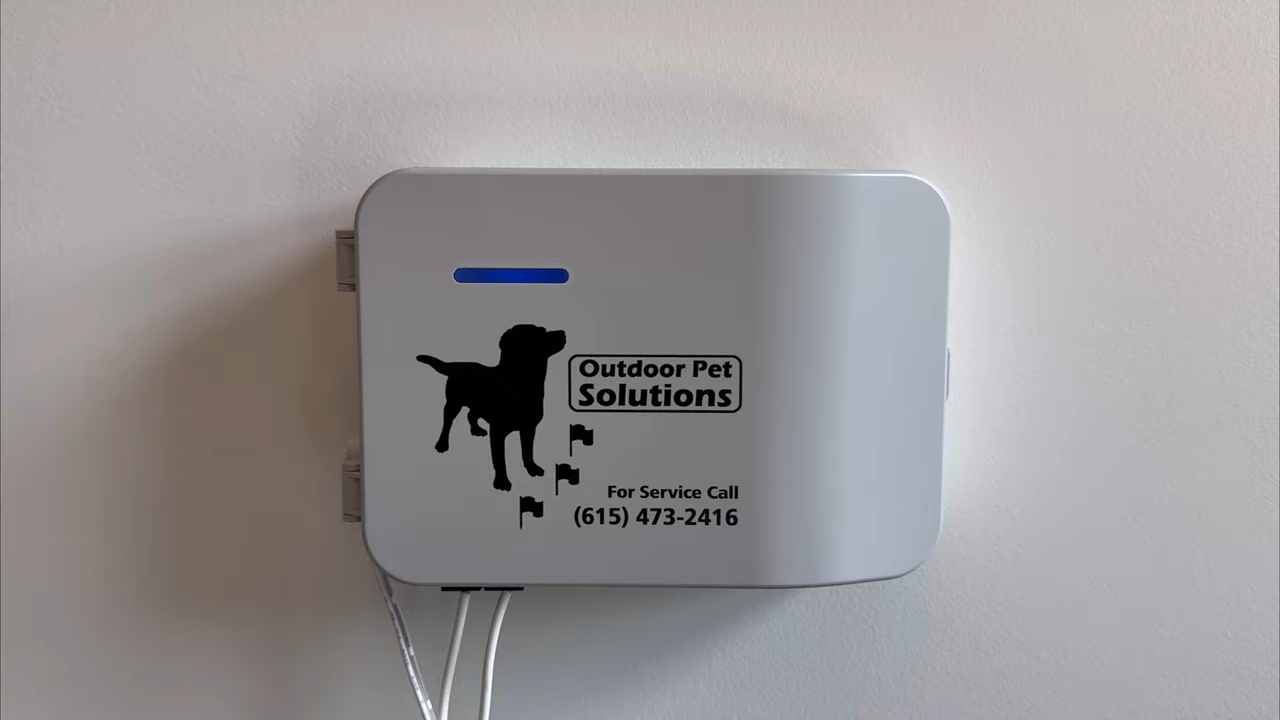 Outdoor Pet
Solutions
For Service Call
(615) 473-2416